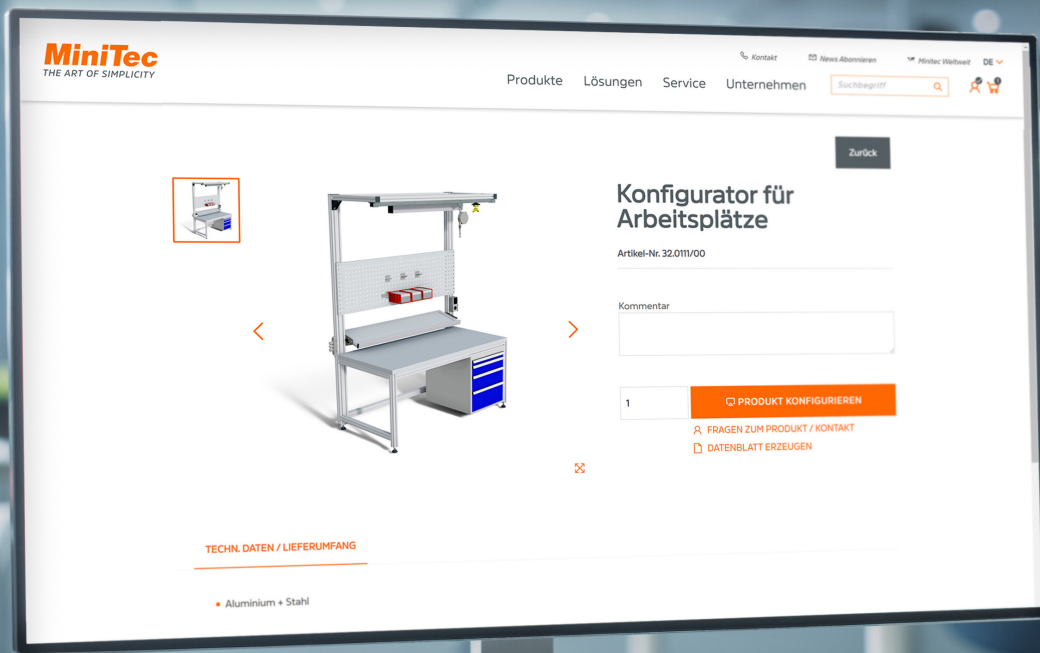 MiniTec
THE ART OF SIMPLICITY
Kontakt
News Abonnieren
Minitec Weltweit
DE
Produkte
Lösungen
Service
Unternehmen
Suchbegriff
Zurück
Konfigurator für
Arbeitsplätze
Artikel-Nr. 32.0111/00
Kommentar
1
PRODUKT KONFIGURIEREN
FRAGEN ZUM PRODUKT / KONTAKT
DATENBLATT ERZEUGEN
TECHN. DATEN / LIEFERUMFANG
Aluminium + Stahl